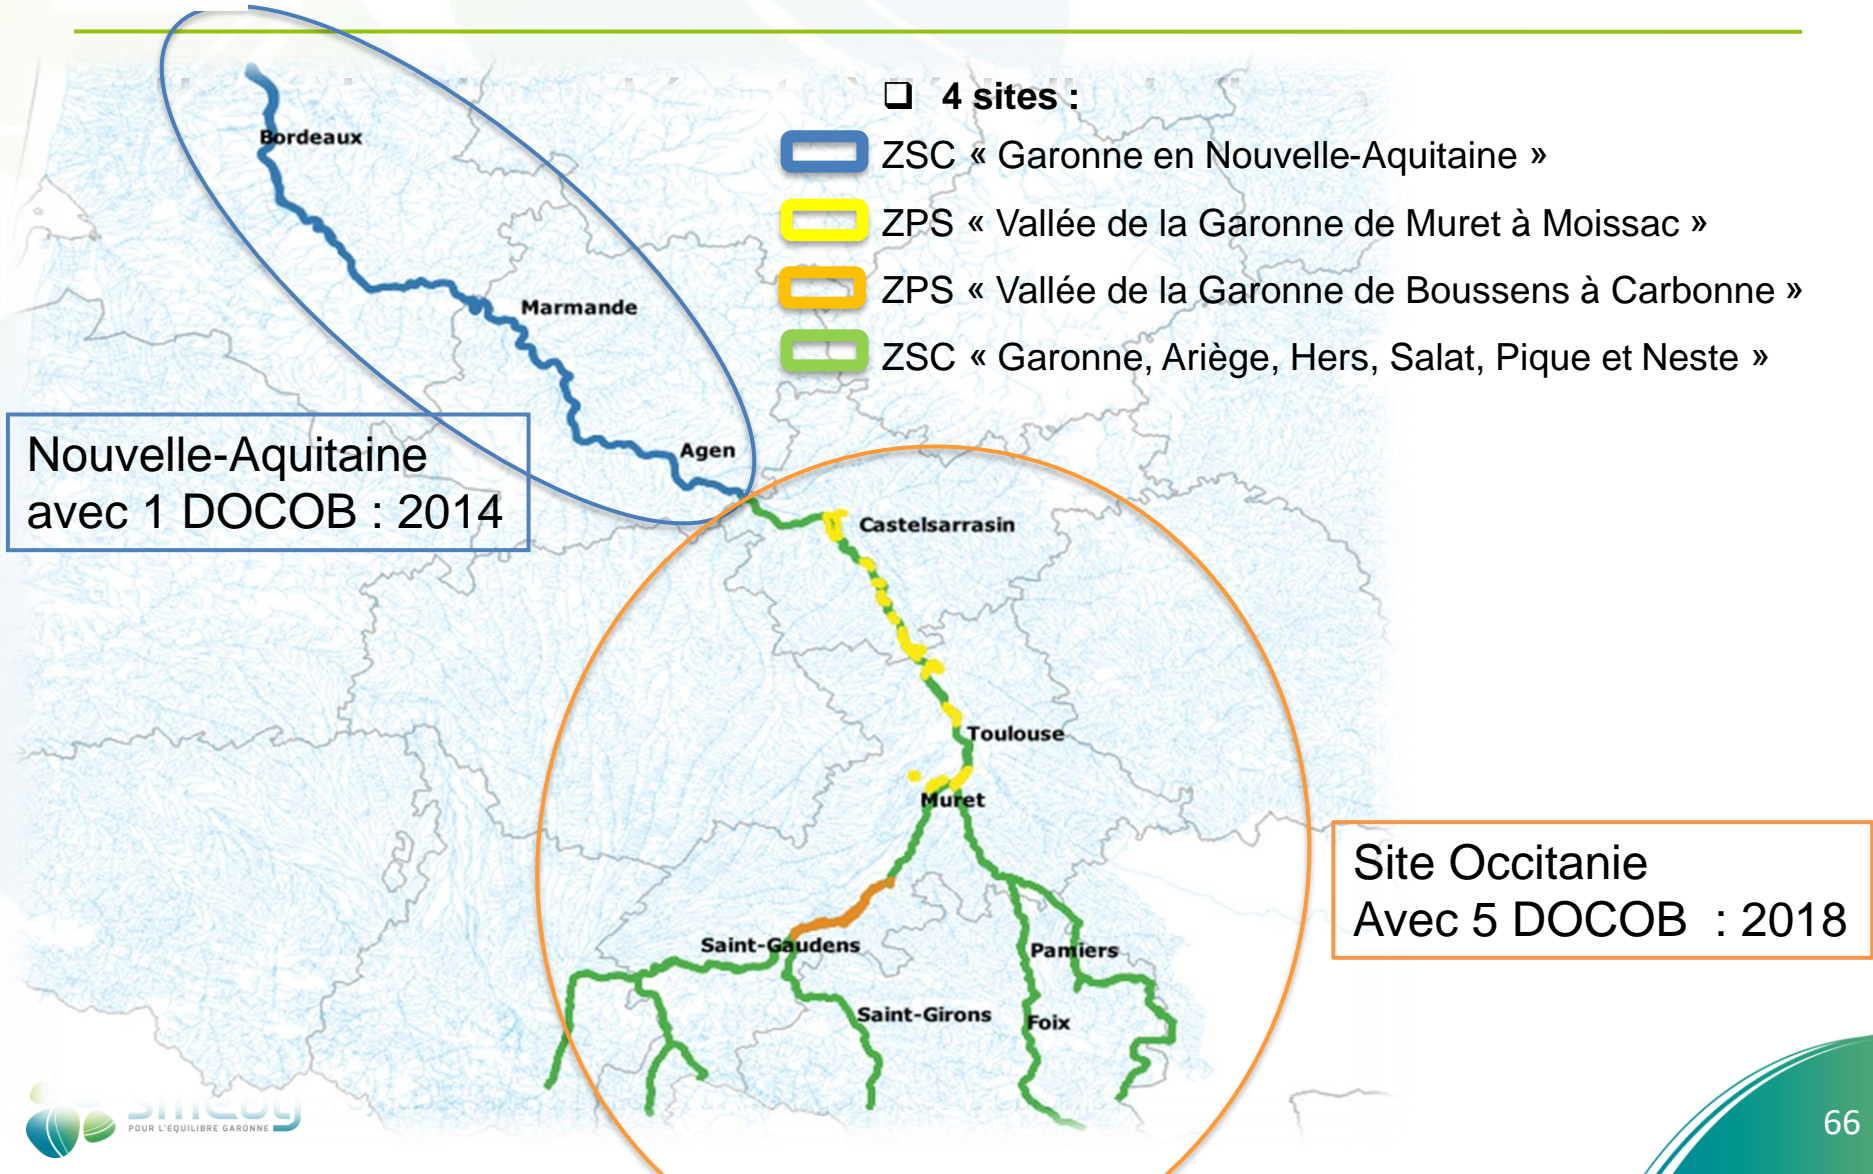 ❑ 4 sites :
ZSC « Garonne en Nouvelle-Aquitaine »
ZPS « Vallée de la Garonne de Muret à Moissac »
ZPS « Vallée de la Garonne de Boussens à Carbonne »
ZSC « Garonne, Ariège, Hers, Salat, Pique et Neste »
Bordeaux
Marmande
Agen
Nouvelle-Aquitaine
avec 1 DOCOB : 2014
Castelsarrasin
Toulouse
Muret
Site Occitanie
Avec 5 DOCOB : 2018
Saint-Gaudens
Pamiers
Saint-Girons
Foix
smeag
POUR L'ÉQUILIBRE GARONNE
66